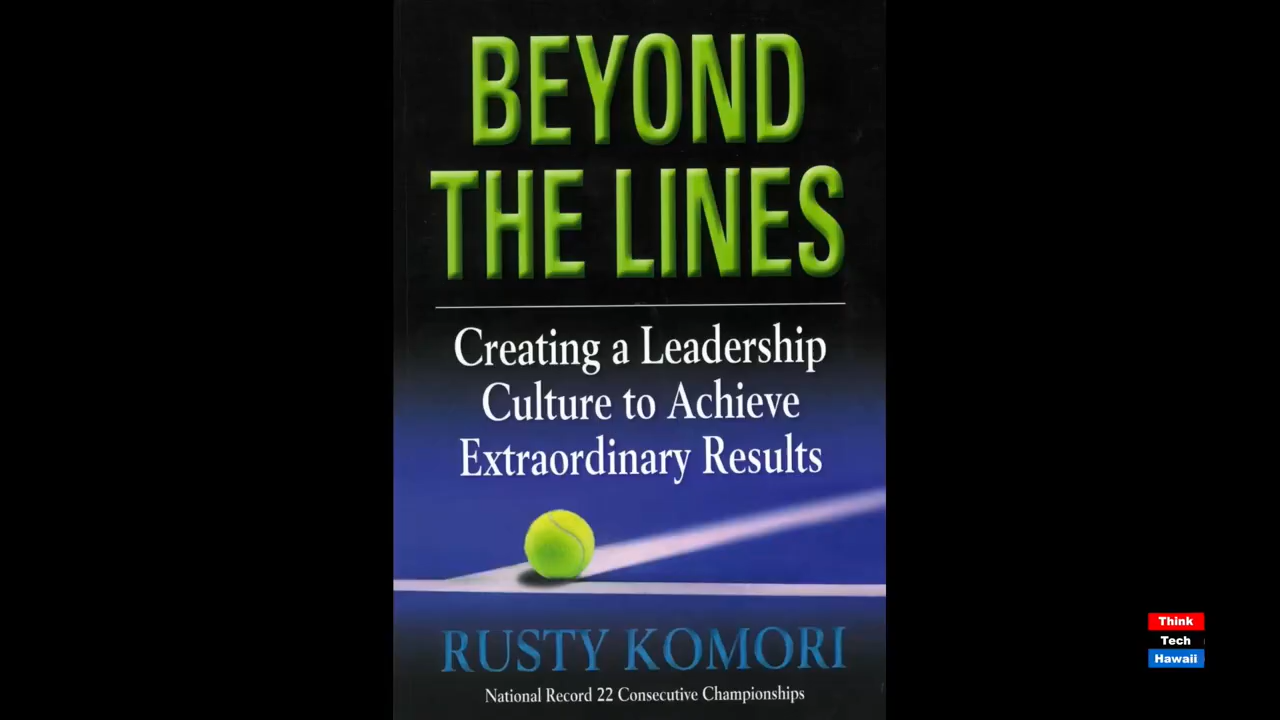 BEYOND
THE LINES
Creating a Leadership
Culture to Achieve
Extraordinary Results
RUSTY KOMORI
National Record 22 Consecutive Championships
Think
Tech
Hawaii